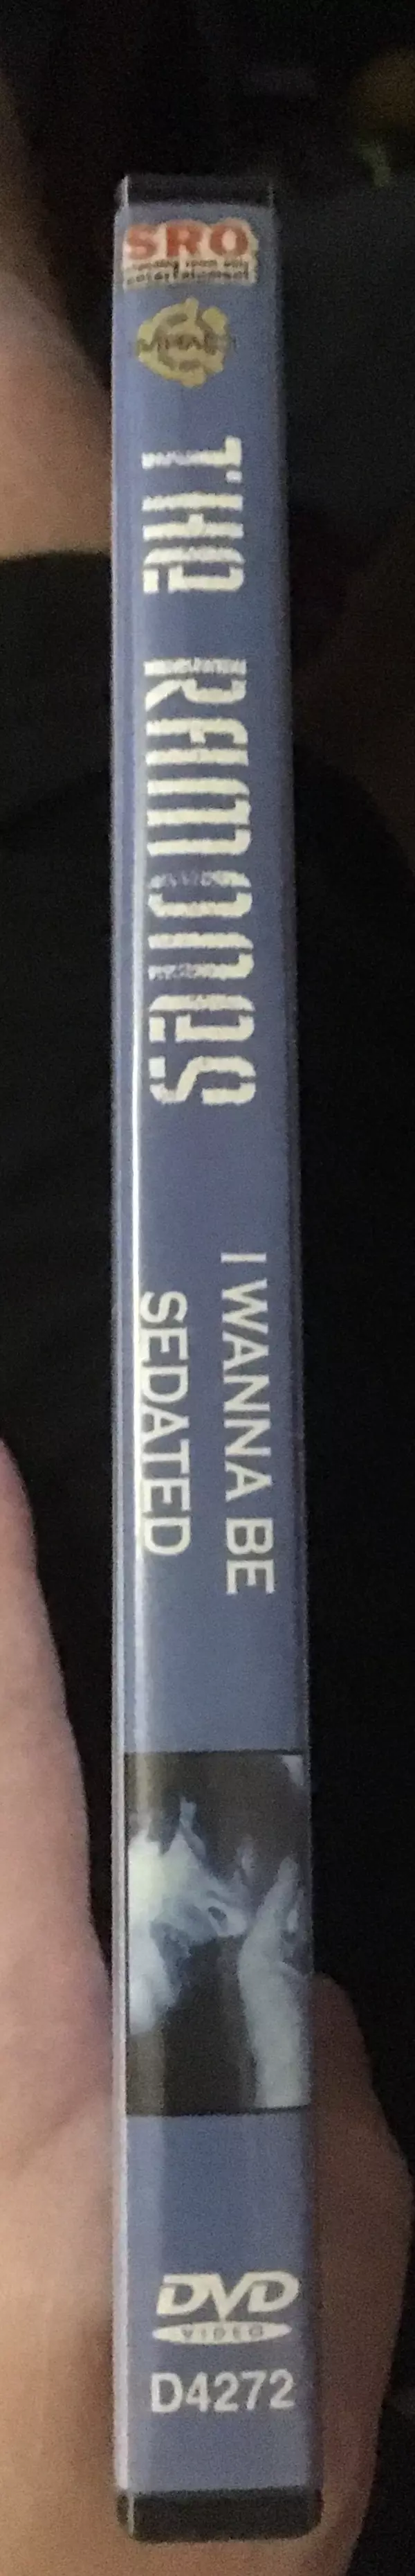 SRO
standing room only
entertainment
THE RAMONES
I WANNA BE
SEDATED
DVD
VIDEO
D4272